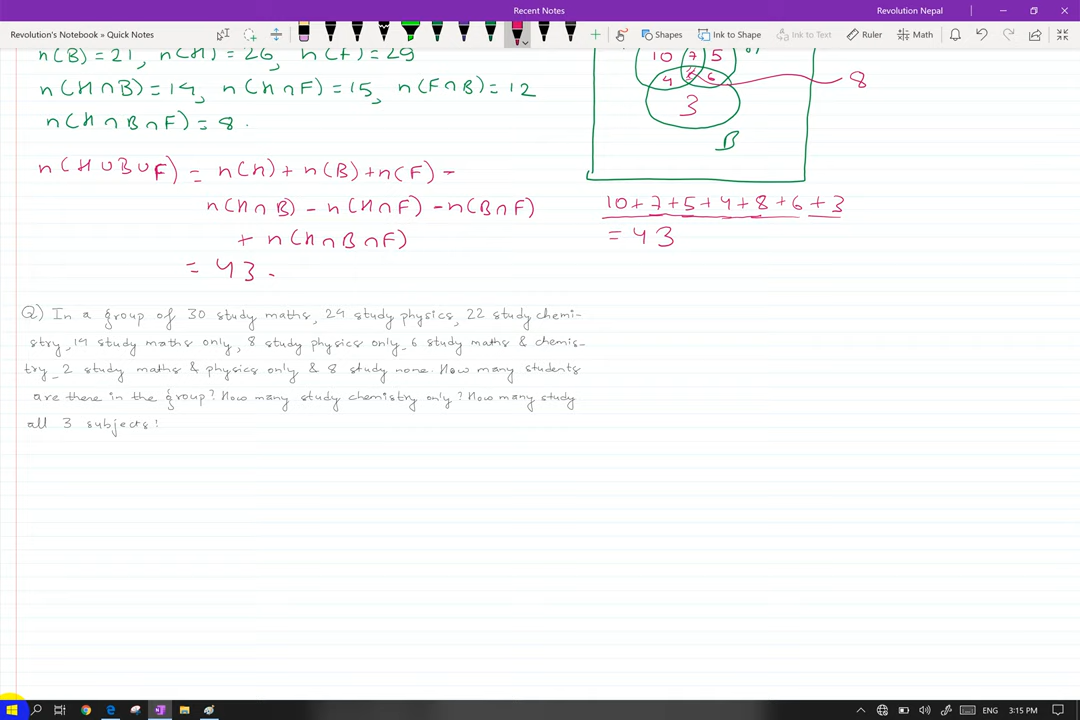 Recent Notes
Revolution Nepal
Revolution's Notebook » Quick Notes
Shapes
Ink to Shape
Ink to Text
Ruler
Math
n(B) = 21, n(H) = 26, n(F) = 29
n(H∩B) = 14, n(H∩F) = 15, n(F∩B) = 12
n(H∩B∩F) = 8.
10 7 5
4 6 8
3
B
n(H∪B∪F) = n(H) + n(B) + n(F) -
n(H∩B) - n(H∩F) - n(B∩F)
+ n(H∩B∩F)
= 43.
10+7+5+4+8+6+3
= 43
Q) In a group of 30 study maths, 24 study physics, 22 study chemi-
stry, 14 study maths only, 8 study physics only, 6 study maths & chemis-
try, 2 study maths & physics only & 8 study none. How many students
are there in the group? How many study chemistry only? How many study
all 3 subjects?
ENG
3:15 PM